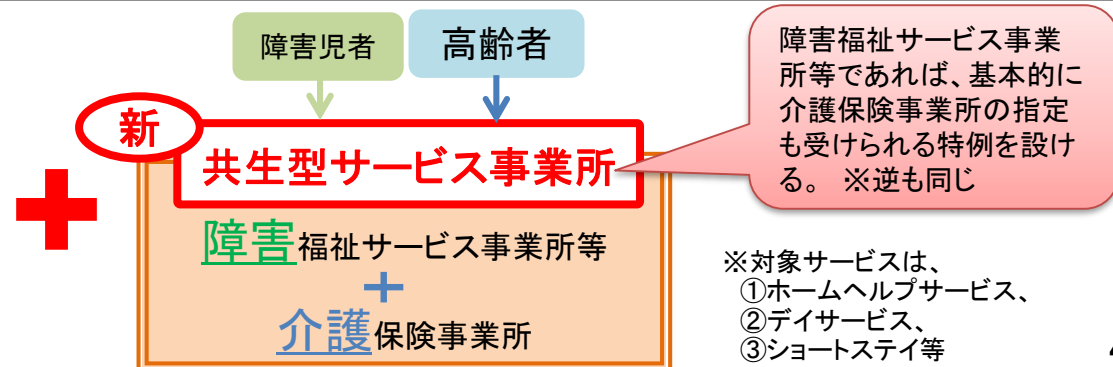 障害児者
高齢者
新
共生型サービス事業所
障害福祉サービス事業所等
+
介護保険事業所
障害福祉サービス事業
所等であれば、基本的に
介護保険事業所の指定
も受けられる特例を設け
る。 ※逆も同じ
※対象サービスは、
①ホームヘルプサービス、
②デイサービス、
③ショートステイ等